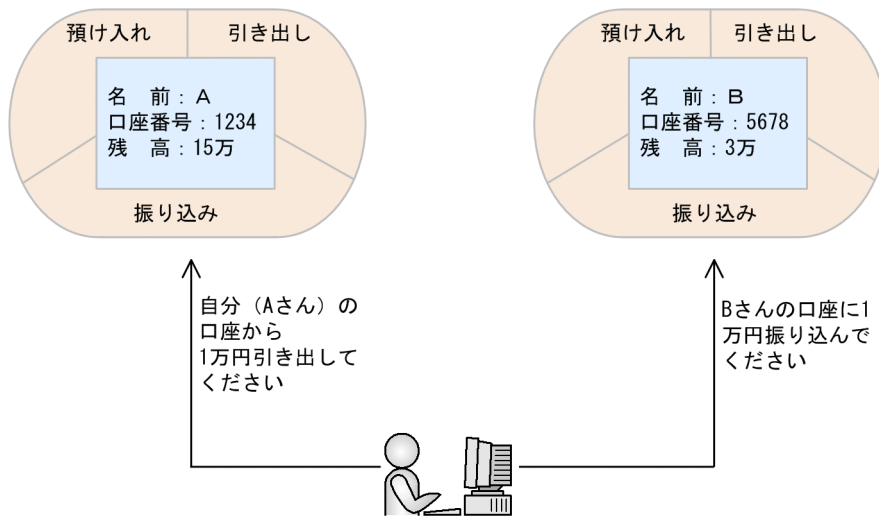 預け入れ
引き出し
名　前：A
口座番号：1234
残　高：15万
振り込み
預け入れ
引き出し
名　前：B
口座番号：5678
残　高：3万
振り込み
自分（Aさん）の
口座から
1万円引き出して
ください
Bさんの口座に1
万円振り込んで
ください